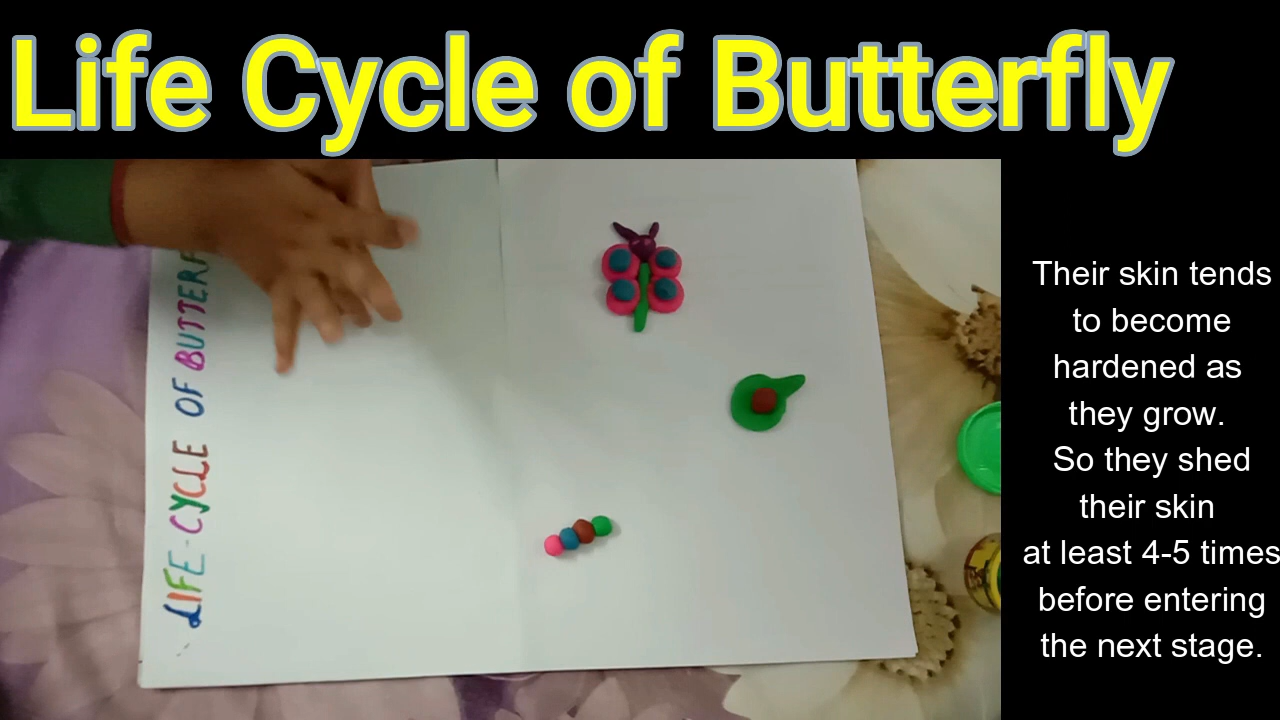 Life Cycle of Butterfly
LIFE-CYCLE OF BUTTERF
Their skin tends
to become
hardened as
they grow.
So they shed
their skin
at least 4-5 times
before entering
the next stage.